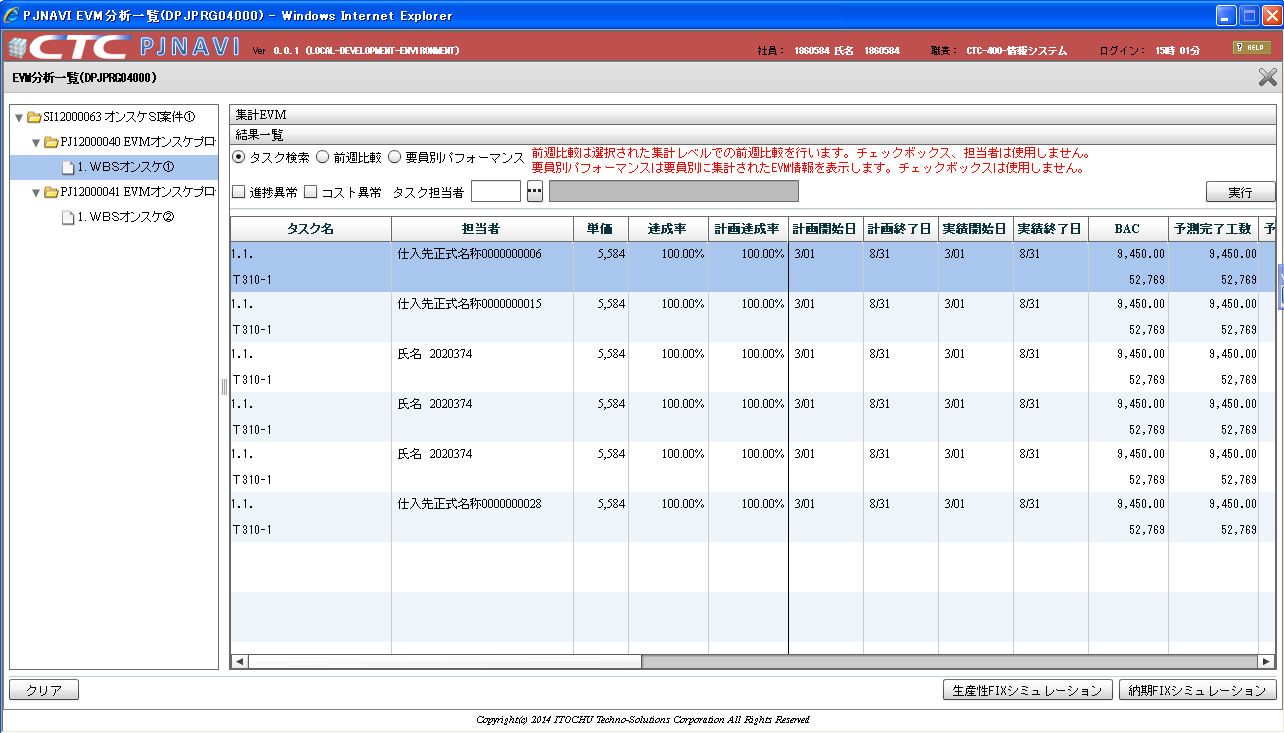 PJNAVI EVM分析一覧(DPJPRG04000) - Windows Internet Explorer
CTC PJNAVI Ver 0.0.1 (LOCAL-DEVELOPMENT-ENVIRONMENT) 社員： 1860584 氏名 1860584 職責： CTC-400-情報システム ログイン： 15時 01分 HELP
EVM分析一覧(DPJPRG04000)
SI12000063 オンスケSI案件①
PJ12000040 EVMオンスケプロ
1. WBSオンスケ①
PJ12000041 EVMオンスケプロ
1. WBSオンスケ②
集計EVM
結果一覧
タスク検索 前週比較 要員別パフォーマンス
前週比較は選択された集計レベルでの前週比較を行います。チェックボックス、担当者は使用しません。
要員別パフォーマンスは要員別に集計されたEVM情報を表示します。チェックボックスは使用しません。
進捗異常 コスト異常 タスク担当者 ... 実行
タスク名 担当者 単価 達成率 計画達成率 計画開始日 計画終了日 実績開始日 実績終了日 BAC 予測完了工数 予
1.1. 仕入先正式名称0000000006 5,584 100.00% 100.00% 3/01 8/31 3/01 8/31 9,450.00 9,450.00
T310-1 52,769 52,769
1.1. 仕入先正式名称0000000015 5,584 100.00% 100.00% 3/01 8/31 3/01 8/31 9,450.00 9,450.00
T310-1 52,769 52,769
1.1. 氏名 2020374 5,584 100.00% 100.00% 3/01 8/31 3/01 8/31 9,450.00 9,450.00
T310-1 52,769 52,769
1.1. 氏名 2020374 5,584 100.00% 100.00% 3/01 8/31 3/01 8/31 9,450.00 9,450.00
T310-1 52,769 52,769
1.1. 氏名 2020374 5,584 100.00% 100.00% 3/01 8/31 3/01 8/31 9,450.00 9,450.00
T310-1 52,769 52,769
1.1. 仕入先正式名称0000000028 5,584 100.00% 100.00% 3/01 8/31 3/01 8/31 9,450.00 9,450.00
T310-1 52,769 52,769
クリア 生産性FIXシミュレーション 納期FIXシミュレーション
Copyright(c) 2014 ITOCHU Techno-Solutions Corporation All Rights Reserved